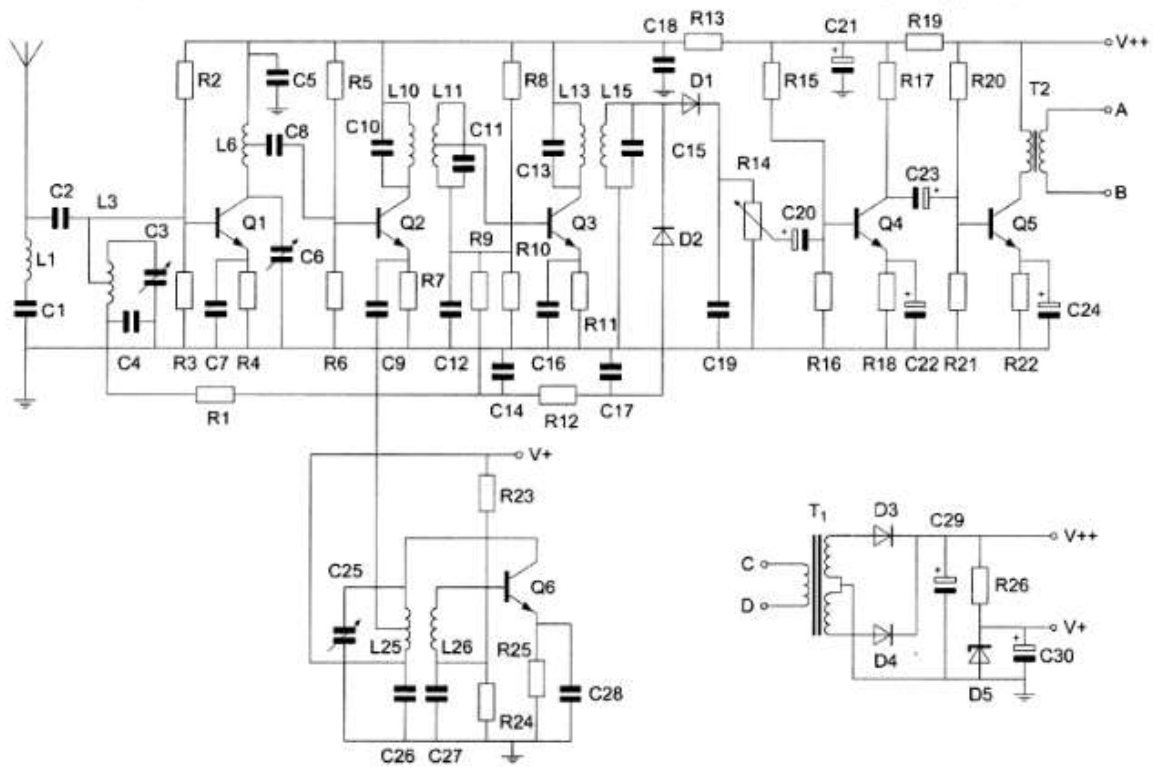 C18 R13 C21 R19
V++
R2 C5 R5 L10 L11 R8 L13 L15 D1 R15 R17 R20 T2
C8 C10 C11 A
L6 C13 C15 R14
C2 L3 C23 B
C3 Q1 Q2 Q3 C20 Q4 Q5
C6 R9 R10 D2
L1 R7
C1 R11 C24
C4 R3 C7 R4 R6 C9 C12 C16 C19 R16 R18 C22 R21 R22
R1 C14 R12 C17
V+
R23
T1 D3 C29 V++
C25 Q6 C
R26
D
L25 L26 R25 V+
D4 C30
C28 D5
R24
C26 C27